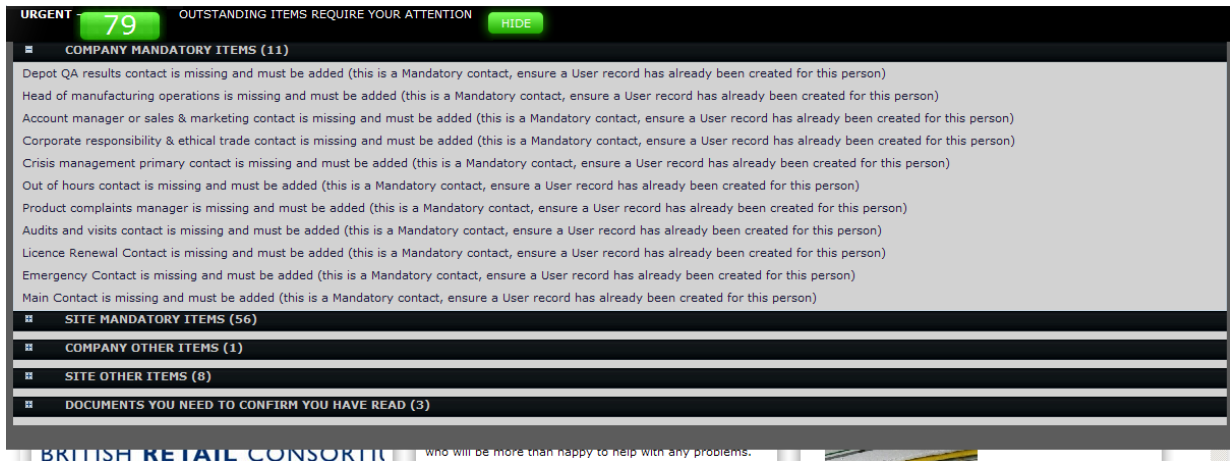 URGENT - 79 OUTSTANDING ITEMS REQUIRE YOUR ATTENTION HIDE
COMPANY MANDATORY ITEMS (11)
Depot QA results contact is missing and must be added (this is a Mandatory contact, ensure a User record has already been created for this person)
Head of manufacturing operations is missing and must be added (this is a Mandatory contact, ensure a User record has already been created for this person)
Account manager or sales & marketing contact is missing and must be added (this is a Mandatory contact, ensure a User record has already been created for this person)
Corporate responsibility & ethical trade contact is missing and must be added (this is a Mandatory contact, ensure a User record has already been created for this person)
Crisis management primary contact is missing and must be added (this is a Mandatory contact, ensure a User record has already been created for this person)
Out of hours contact is missing and must be added (this is a Mandatory contact, ensure a User record has already been created for this person)
Product complaints manager is missing and must be added (this is a Mandatory contact, ensure a User record has already been created for this person)
Audits and visits contact is missing and must be added (this is a Mandatory contact, ensure a User record has already been created for this person)
Licence Renewal Contact is missing and must be added (this is a Mandatory contact, ensure a User record has already been created for this person)
Emergency Contact is missing and must be added (this is a Mandatory contact, ensure a User record has already been created for this person)
Main Contact is missing and must be added (this is a Mandatory contact, ensure a User record has already been created for this person)
SITE MANDATORY ITEMS (56)
COMPANY OTHER ITEMS (1)
SITE OTHER ITEMS (8)
DOCUMENTS YOU NEED TO CONFIRM YOU HAVE READ (3)
BRITISH RETAIL
who will be more than happy to help with any problems.